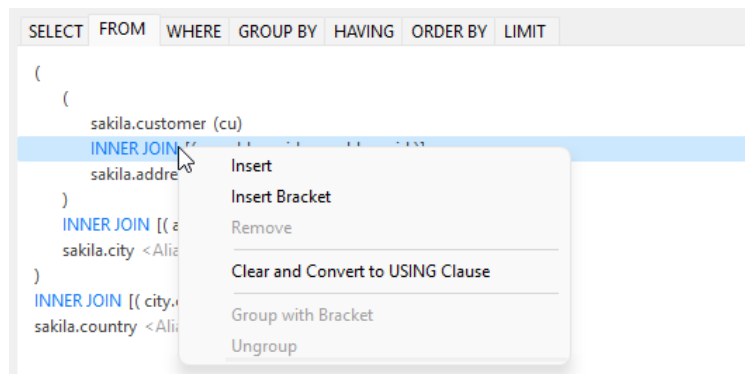 SELECT FROM WHERE GROUP BY HAVING ORDER BY LIMIT
(
(
sakila.customer (cu)
INNER JOIN
sakila.addre
)
INNER JOIN [( a
sakila.city <Alia
)
INNER JOIN [( city.
sakila.country <Ali
Insert
Insert Bracket
Remove
Clear and Convert to USING Clause
Group with Bracket
Ungroup